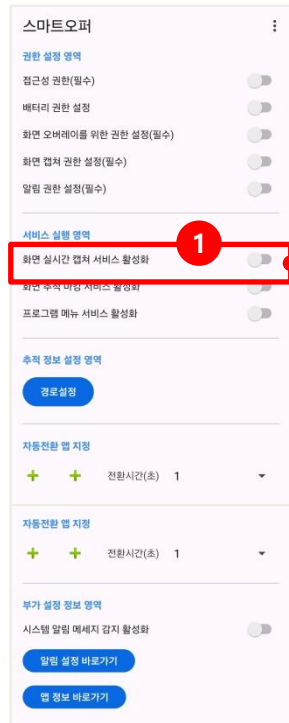 스마트오퍼
권한 설정 영역
접근성 권한(필수)
배터리 권한 설정
화면 오버레이를 위한 권한 설정(필수)
화면 캡쳐 권한 설정(필수)
알림 권한 설정(필수)
서비스 실행 영역
1
화면 실시간 캡쳐 서비스 활성화
화면 추적 마킹 서비스 활성화
프로그램 메뉴 서비스 활성화
추적 정보 설정 영역
경로설정
자동전환 앱 지정
전환시간(초) 1
자동전환 앱 지정
전환시간(초) 1
부가 설정 정보 영역
시스템 알림 메세지 감지 활성화
알림 설정 바로가기
앱 정보 바로가기